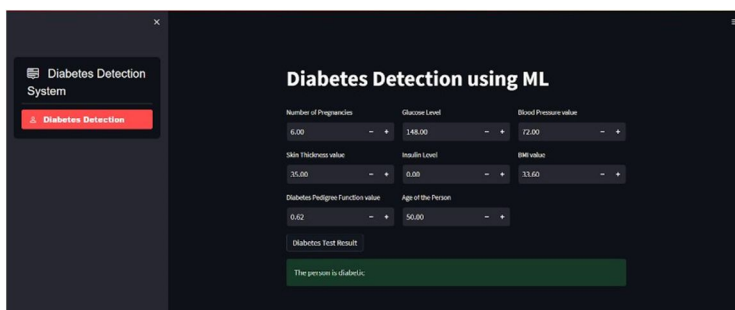 Diabetes Detection
System
Diabetes Detection
Diabetes Detection using ML
Number of Pregnancies Glucose Level Blood Pressure value
6.00 - + 148.00 - + 72.00 - +
Skin Thickness value Insulin Level BMI value
35.00 - + 0.00 - + 33.60 - +
Diabetes Pedigree Function value Age of the Person
0.62 - + 50.00 - +
Diabetes Test Result
The person is diabetic